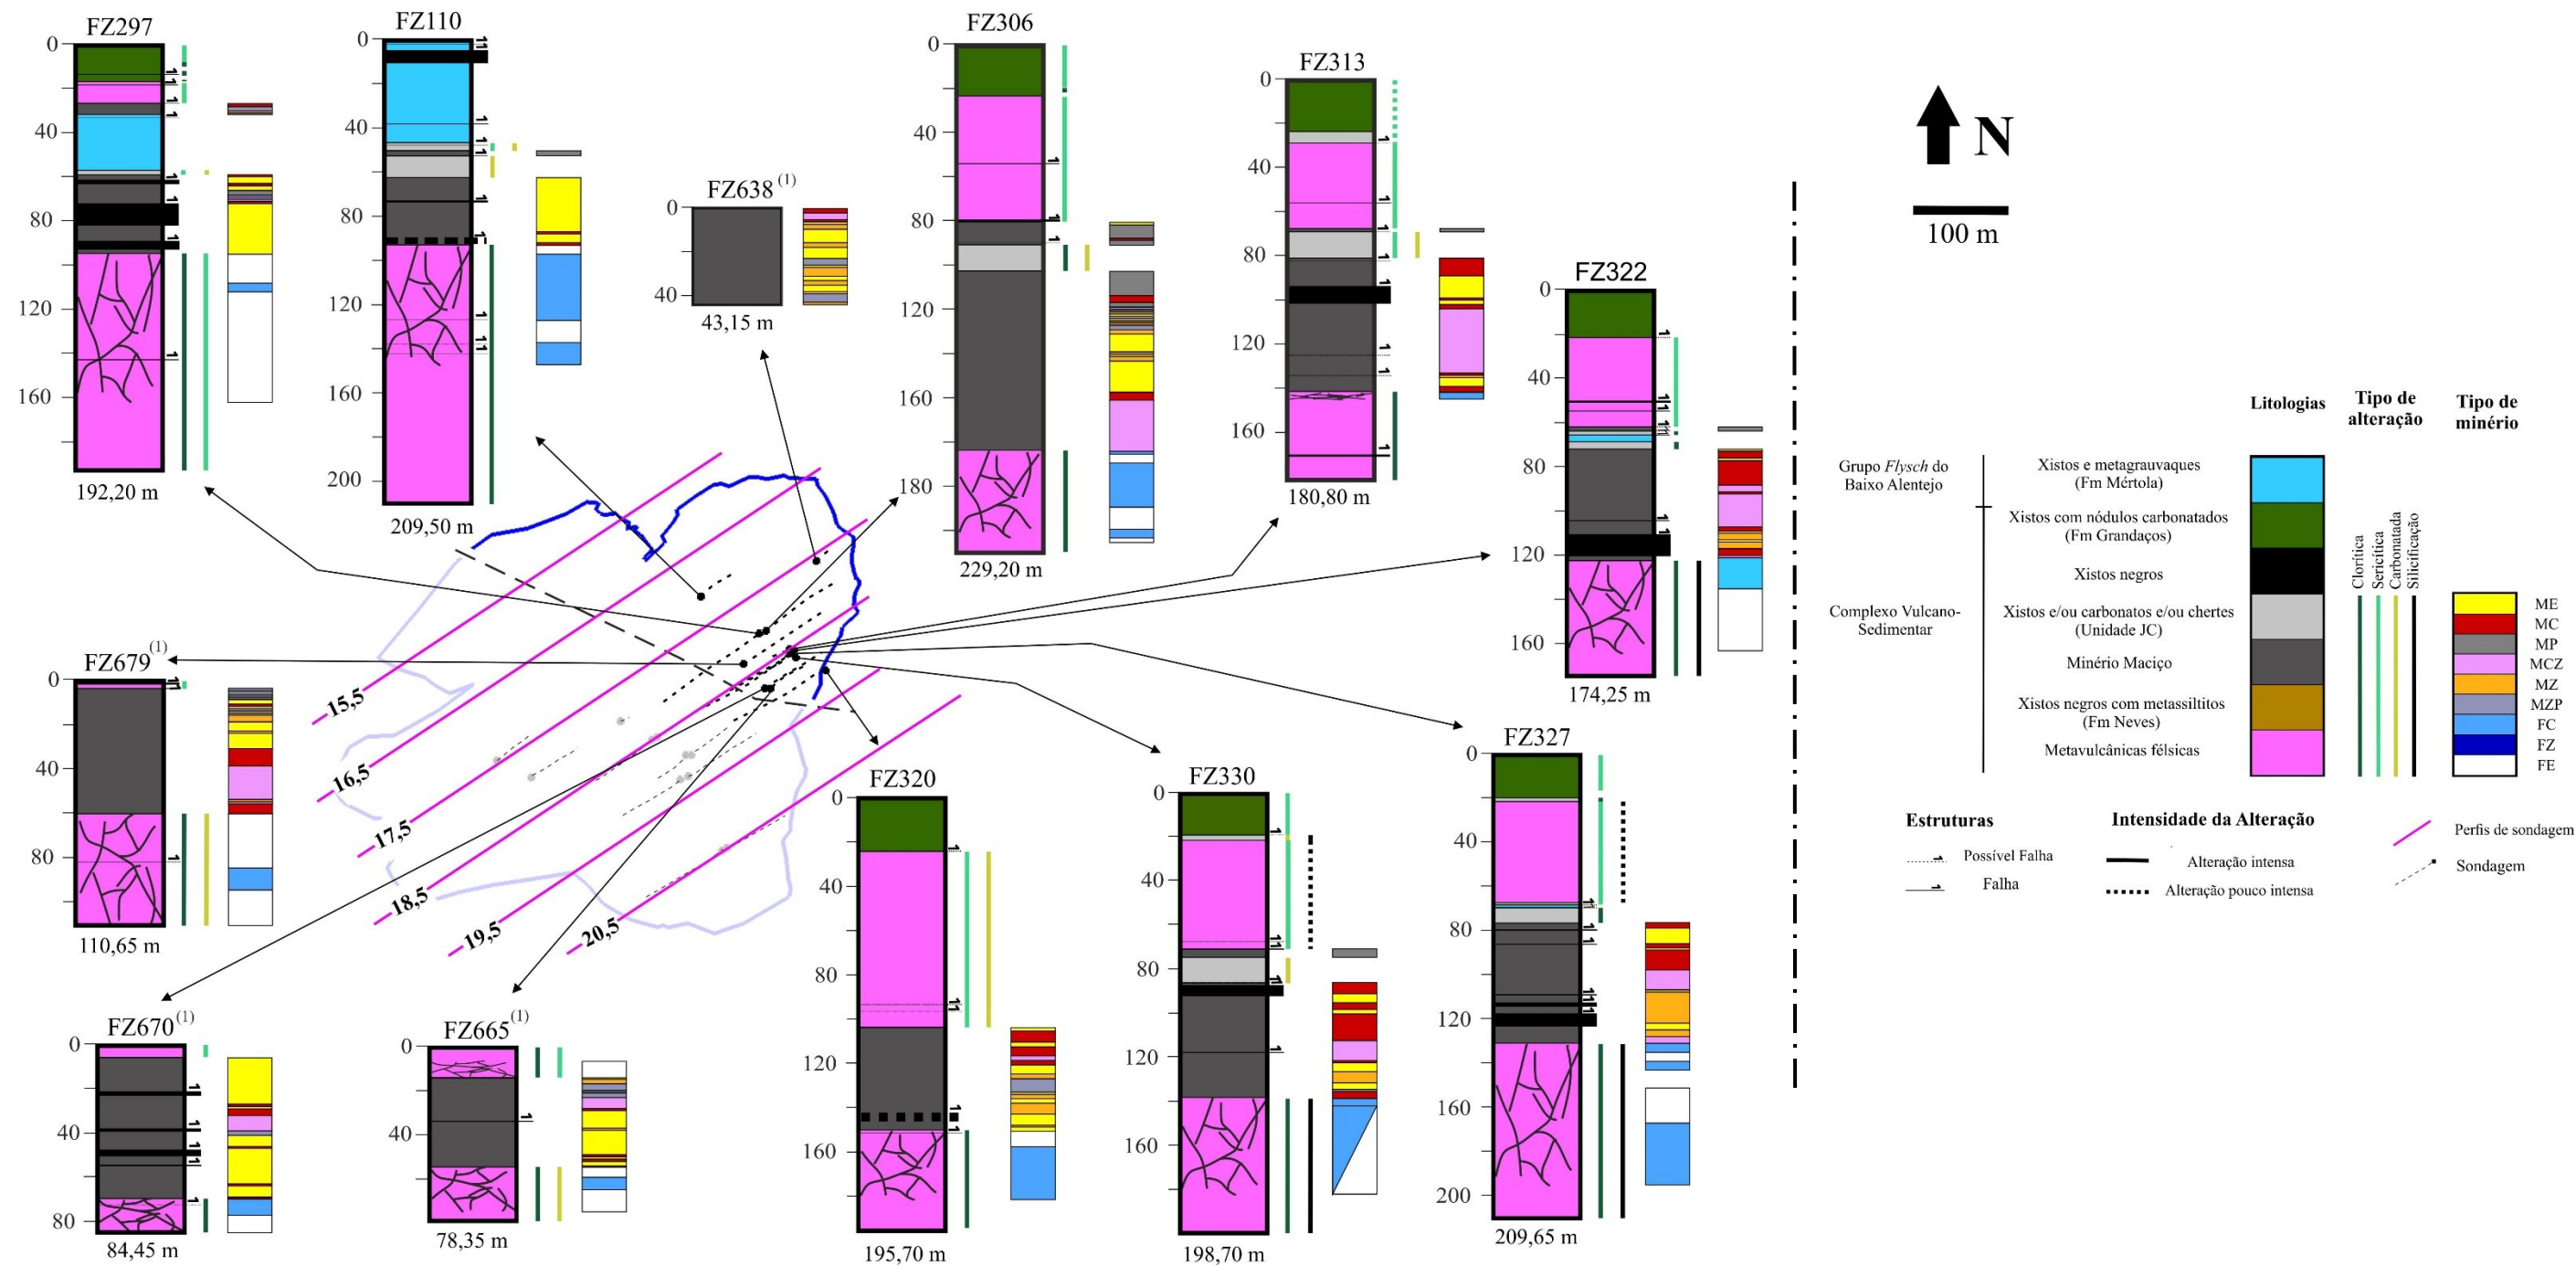 FZ297
0
40
80
120
160
192,20 m
FZ110
0
40
80
120
160
200
209,50 m
FZ638 (1)
0
40
43,15 m
FZ306
0
40
80
120
160
180
229,20 m
FZ313
0
40
80
120
160
180,80 m
FZ322
0
40
80
120
160
174,25 m
N
100 m
FZ679 (1)
0
40
80
110,65 m
FZ670 (1)
0
40
80
84,45 m
FZ665 (1)
0
40
78,35 m
15,5
16,5
17,5
18,5
19,5
20,5
FZ320
0
40
80
120
160
195,70 m
FZ330
0
40
80
120
160
198,70 m
FZ327
0
40
80
120
160
200
209,65 m
Litologias
Tipo de
alteração
Tipo de
minério
Grupo Flysch do
Baixo Alentejo
Complexo Vulcano-
Sedimentar
Xistos e metagrauvaques
(Fm Mértola)
Xistos com nódulos carbonatados
(Fm Grandaços)
Xistos negros
Xistos e/ou carbonatos e/ou chertes
(Unidade JC)
Minério Maciço
Xistos negros com metassiltitos
(Fm Neves)
Metavulcânicas félsicas
Clorítica
Sericítica
Carbonatada
Silicificação
ME
MC
MP
MCZ
MZ
MZP
FC
FZ
FE
Estruturas
Possível Falha
Falha
Intensidade da Alteração
Alteração intensa
Alteração pouco intensa
Perfis de sondagem
Sondagem